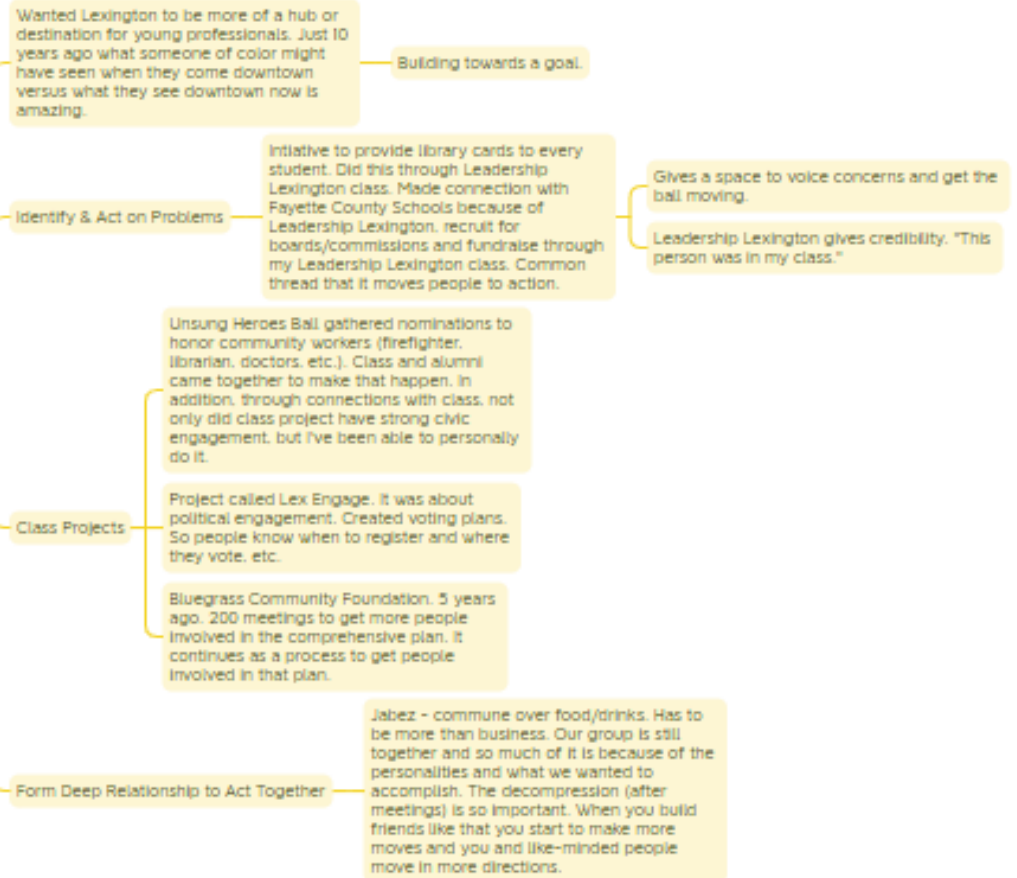 Wanted Lexington to be more of a hub or
destination for young professionals. Just 10
years ago what someone of color might
have seen when they come downtown
versus what they see downtown now is
amazing.
Building towards a goal.
Identify & Act on Problems
Intiative to provide library cards to every
student. Did this through Leadership
Lexington class. Made connection with
Fayette County Schools because of
Leadership Lexington, recruit for
boards/commissions and fundraise through
my Leadership Lexington class. Common
thread that it moves people to action.
Gives a space to voice concerns and get the
ball moving.
Leadership Lexington gives credibility. "This
person was in my class."
Class Projects
Unsung Heroes Ball gathered nominations to
honor community workers (firefighter,
librarian, doctors, etc.). Class and alumni
came together to make that happen. In
addition, through connections with class, not
only did class project have strong civic
engagement, but I've been able to personally
do it.
Project called Lex Engage. It was about
political engagement. Created voting plans.
So people know when to register and where
they vote, etc.
Bluegrass Community Foundation. 5 years
ago. 200 meetings to get more people
involved in the comprehensive plan. It
continues as a process to get people
involved in that plan.
Form Deep Relationship to Act Together
Jabez - commune over food/drinks. Has to
be more than business. Our group is still
together and so much of it is because of the
personalities and what we wanted to
accomplish. The decompression (after
meetings) is so important. When you build
friends like that you start to make more
moves and you and like-minded people
move in more directions.